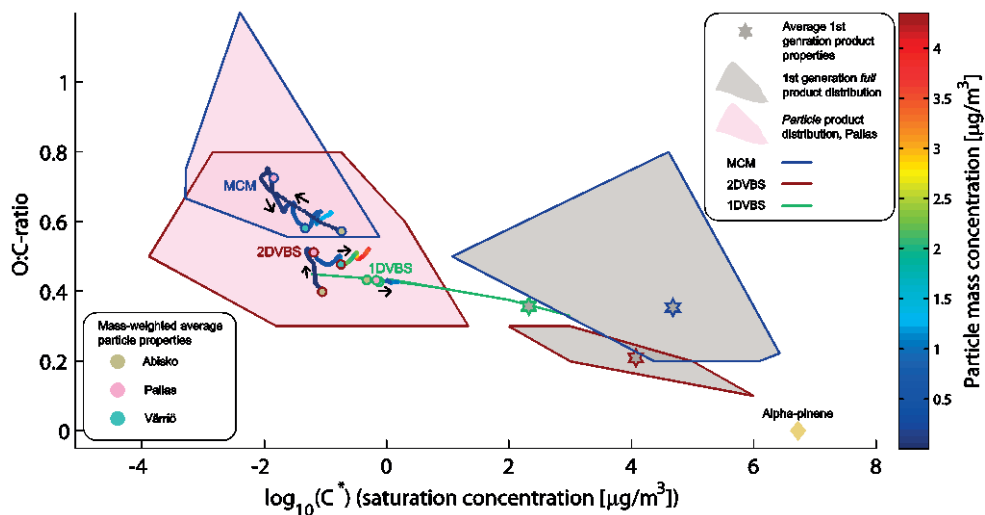 O:C-ratio
1
0.8
0.6
0.4
0.2
0
-4
-2
0
2
4
6
8
log10(C*) (saturation concentration [μg/m3])
MCM
2DVBS
1DVBS
Alpha-pinene
Mass-weighted average
particle properties
Abisko
Pallas
Värriö
Average 1st
genration product
properties
1st generation full
product distribution
Particle product
distribution, Pallas
MCM
2DVBS
1DVBS
4
3.5
3
2.5
2
1.5
1
0.5
Particle mass concentration [μg/m3]